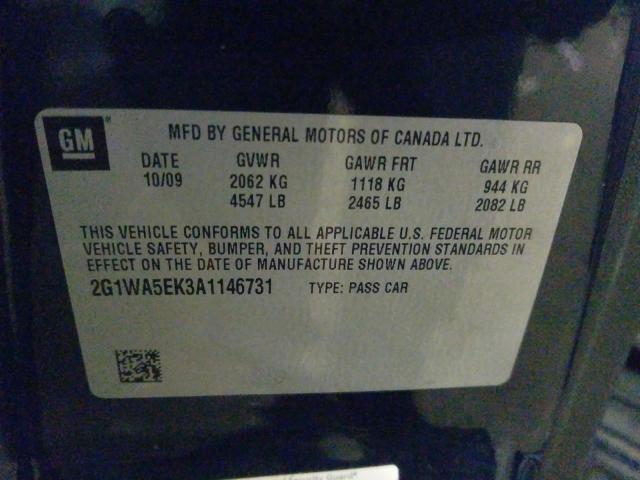 GM
MFD BY GENERAL MOTORS OF CANADA LTD.
DATE GVWR GAWR FRT GAWR RR
10/09 2062 KG 1118 KG 944 KG
4547 LB 2465 LB 2082 LB
THIS VEHICLE CONFORMS TO ALL APPLICABLE U.S. FEDERAL MOTOR
VEHICLE SAFETY, BUMPER, AND THEFT PREVENTION STANDARDS IN
EFFECT ON THE DATE OF MANUFACTURE SHOWN ABOVE.
2G1WA5EK3A1146731 TYPE: PASS CAR